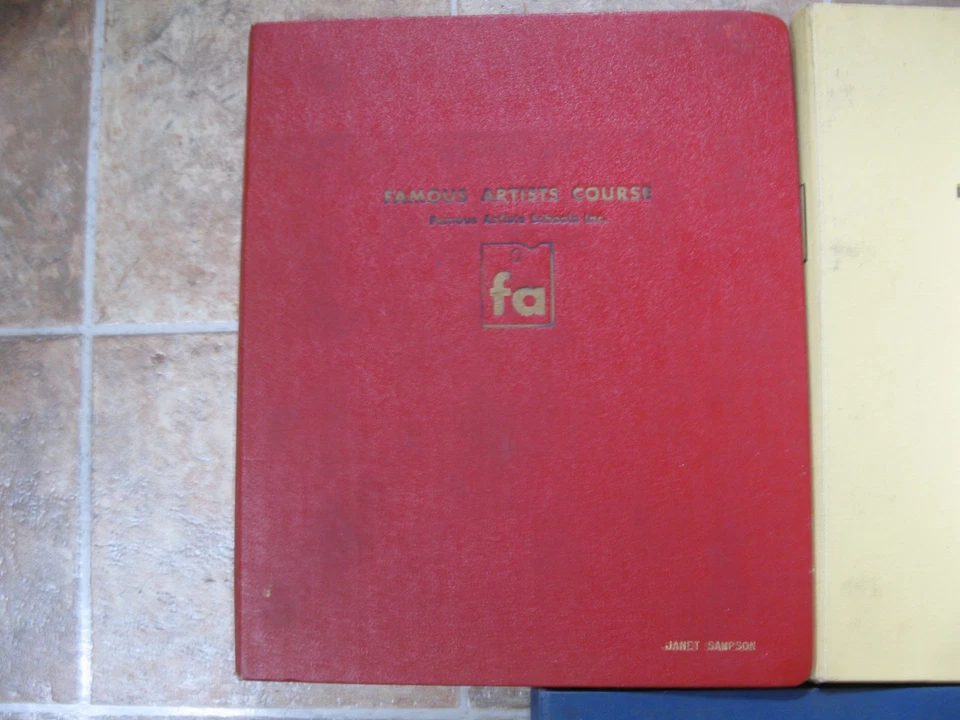 FAMOUS ARTISTS COURSE
Famous Artists Schools Inc.
fa
JANET SAMPSON